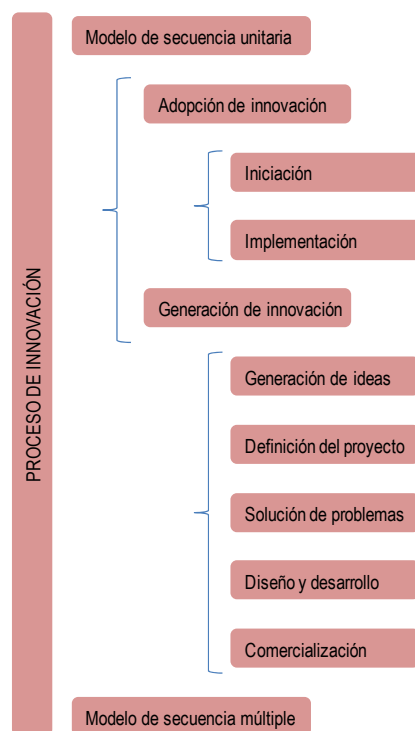 PROCESO DE INNOVACIÓN
Modelo de secuencia unitaria
Adopción de innovación
Iniciación
Implementación
Generación de innovación
Generación de ideas
Definición del proyecto
Solución de problemas
Diseño y desarrollo
Comercialización
Modelo de secuencia múltiple